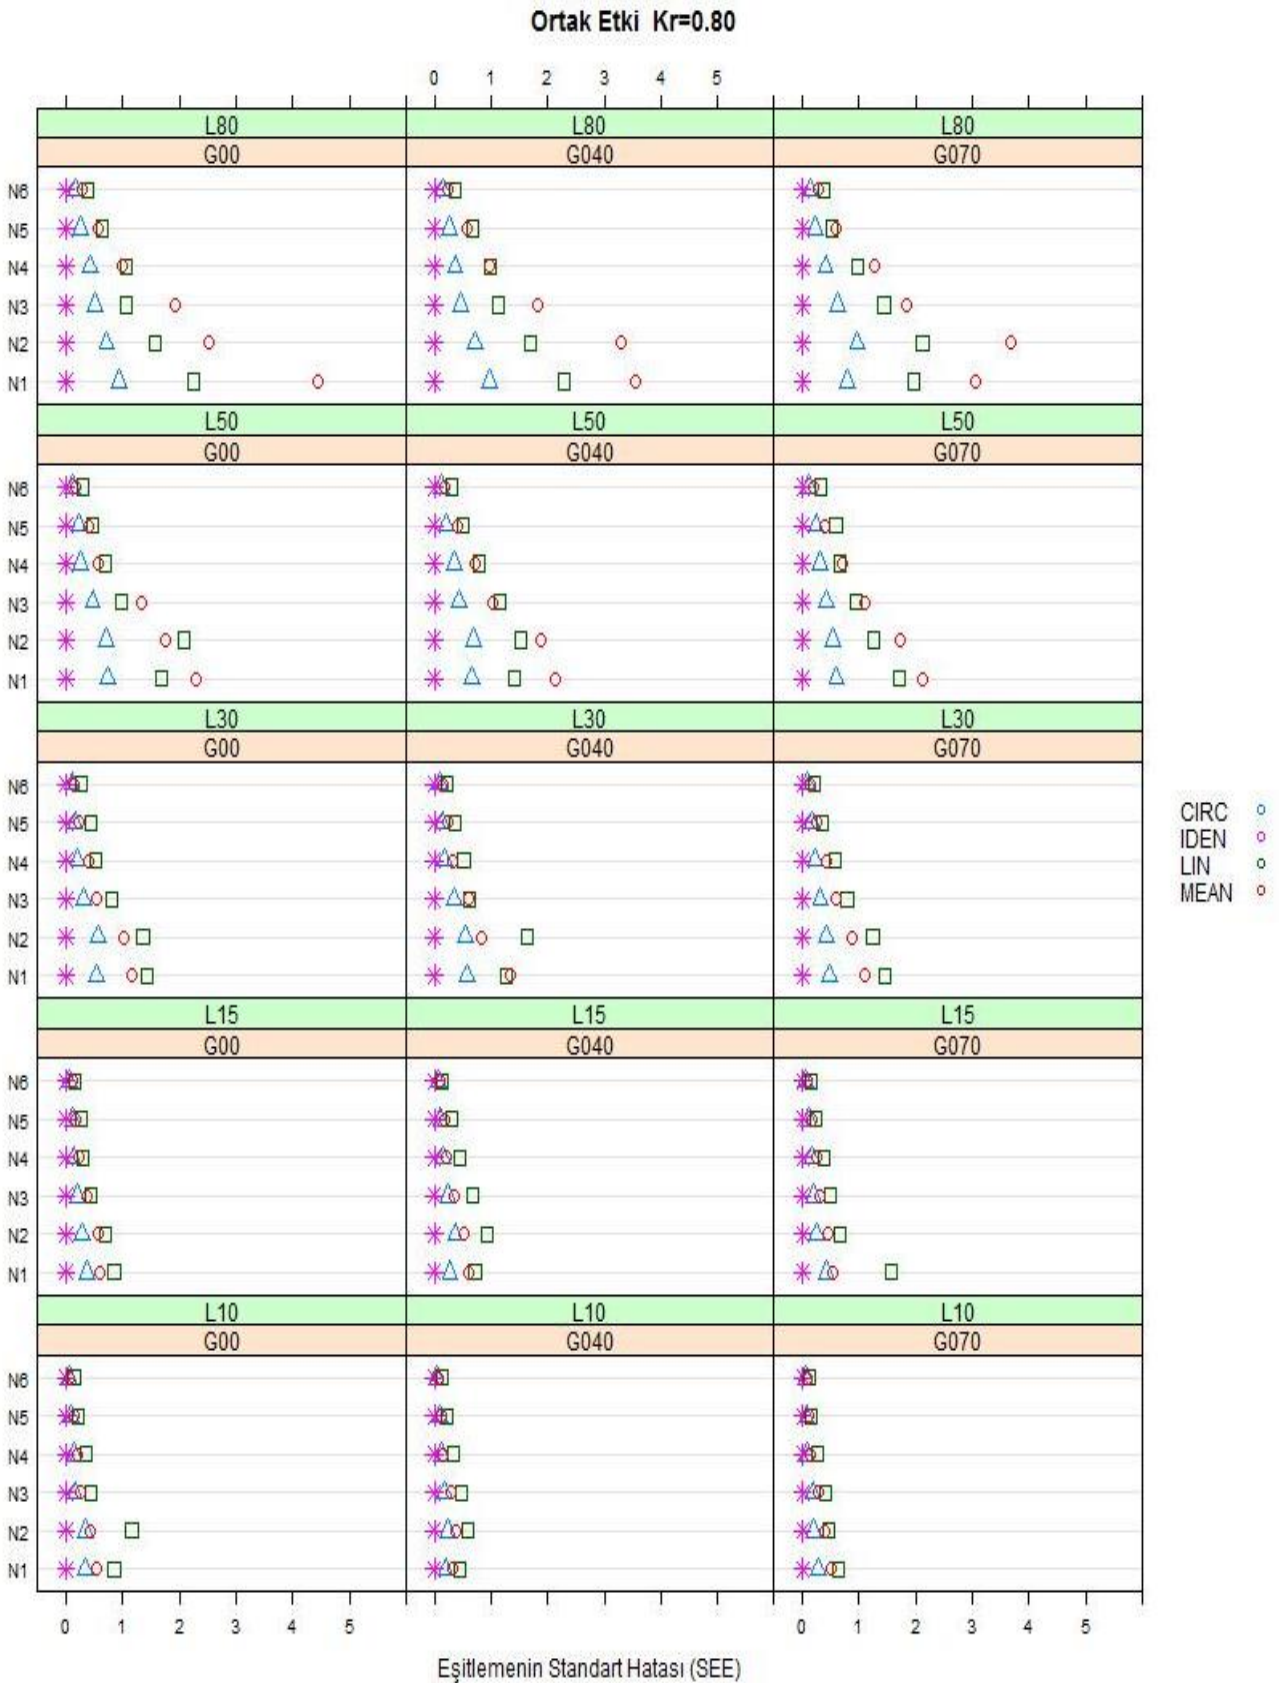 Ortak Etki Kr=0.80
0 1 2 3 4 5
L80 L80 L80
G00 G040 G070
N6
N5
N4
N3
N2
N1
L50 L50 L50
G00 G040 G070
N6
N5
N4
N3
N2
N1
L30 L30 L30
G00 G040 G070
N6
N5
N4
N3
N2
N1
CIRC
IDEN
LIN
MEAN
L15 L15 L15
G00 G040 G070
N6
N5
N4
N3
N2
N1
L10 L10 L10
G00 G040 G070
N6
N5
N4
N3
N2
N1
0 1 2 3 4 5 0 1 2 3 4 5
Eşitlemenin Standart Hatası (SEE)